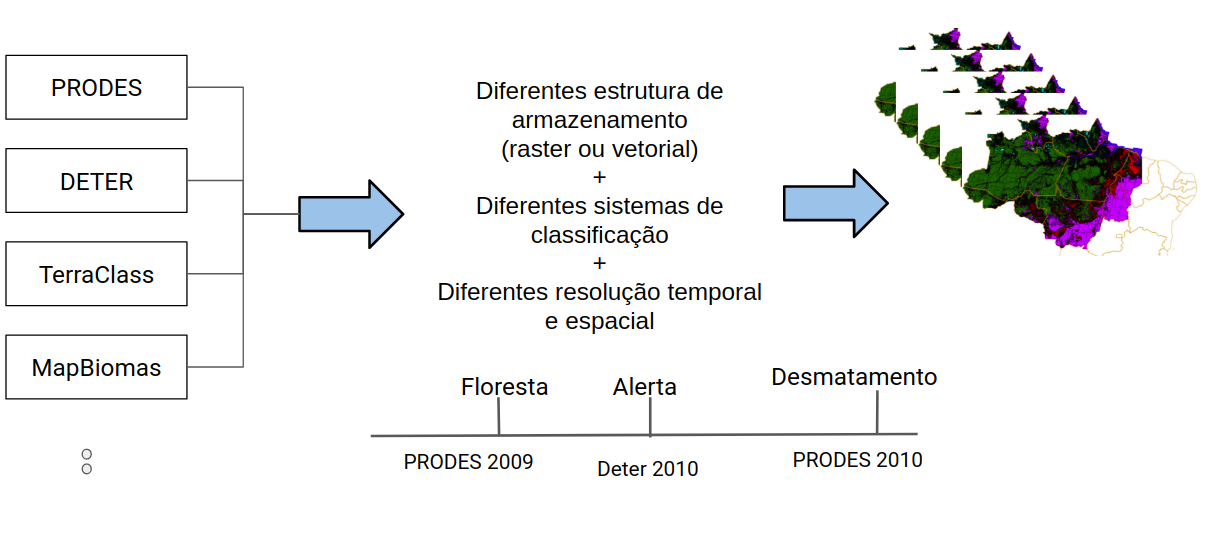 PRODES
DETER
TerraClass
MapBiomas
Diferentes estrutura de
armazenamento
(raster ou vetorial)
+
Diferentes sistemas de
classificação
+
Diferentes resolução temporal
e espacial
Floresta
Alerta
Desmatamento
PRODES 2009
Deter 2010
PRODES 2010